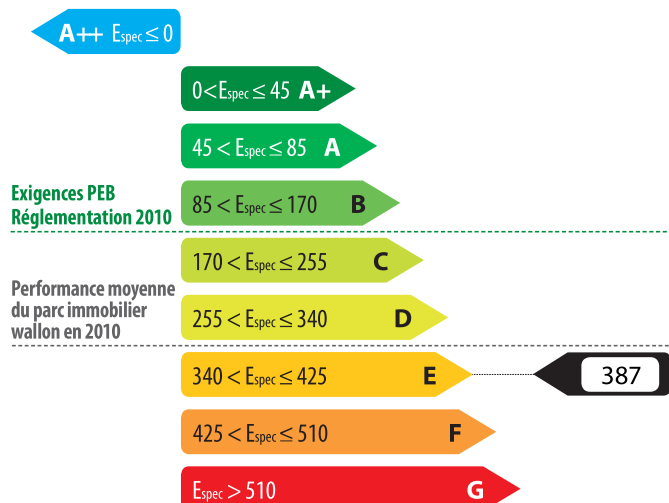 A++ Espec ≤ 0
0 < Espec ≤ 45 A+
45 < Espec ≤ 85 A
Exigences PEB
Réglementation 2010
85 < Espec ≤ 170 B
170 < Espec ≤ 255 C
Performance moyenne
du parc immobilier
wallon en 2010
255 < Espec ≤ 340 D
340 < Espec ≤ 425 E 387
425 < Espec ≤ 510 F
Espec > 510 G